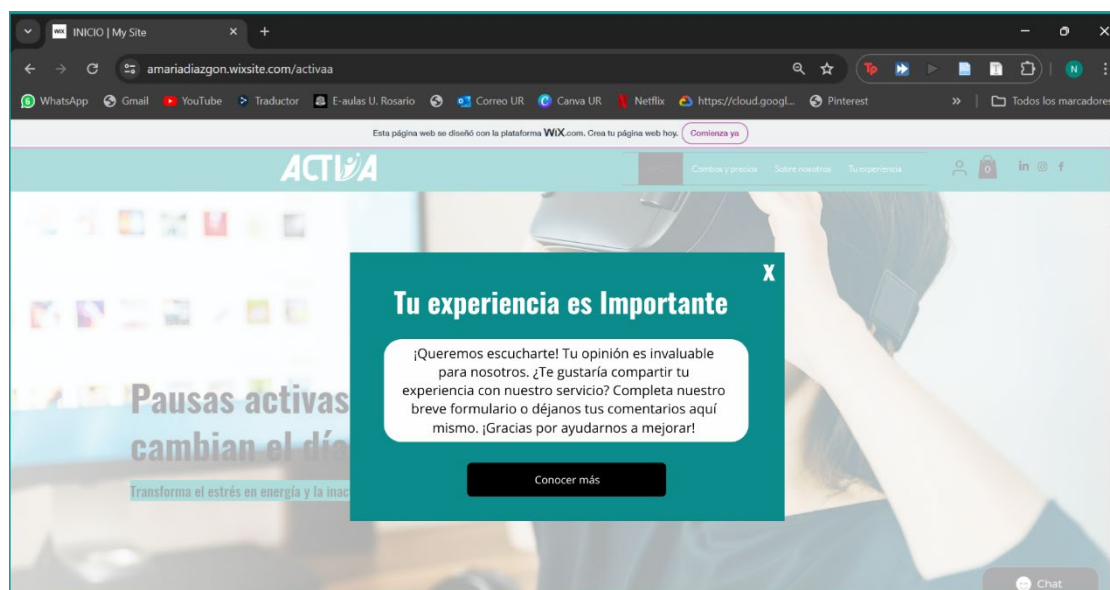 INICIO | My Site
amariadiazgon.wixsite.com/activaa
WhatsApp Gmail YouTube Traductor E-aulas U. Rosario Correo UR Canva UR Netflix https://cloud.googl... Pinterest » Todos los marcadores
Esta página web se diseñó con la plataforma WiX.com. Crea tu página web hoy. Comienza ya
ACTIVA
Combos y precios Sobre nosotros Tu experiencia 0 in f
X
Tu experiencia es Importante
¡Queremos escucharte! Tu opinión es invaluable
para nosotros. ¿Te gustaría compartir tu
experiencia con nuestro servicio? Completa nuestro
breve formulario o déjanos tus comentarios aquí
mismo. ¡Gracias por ayudarnos a mejorar!
Conocer más
Pausas activas
cambian el día
Transforma el estrés en energía y la inac
Chat